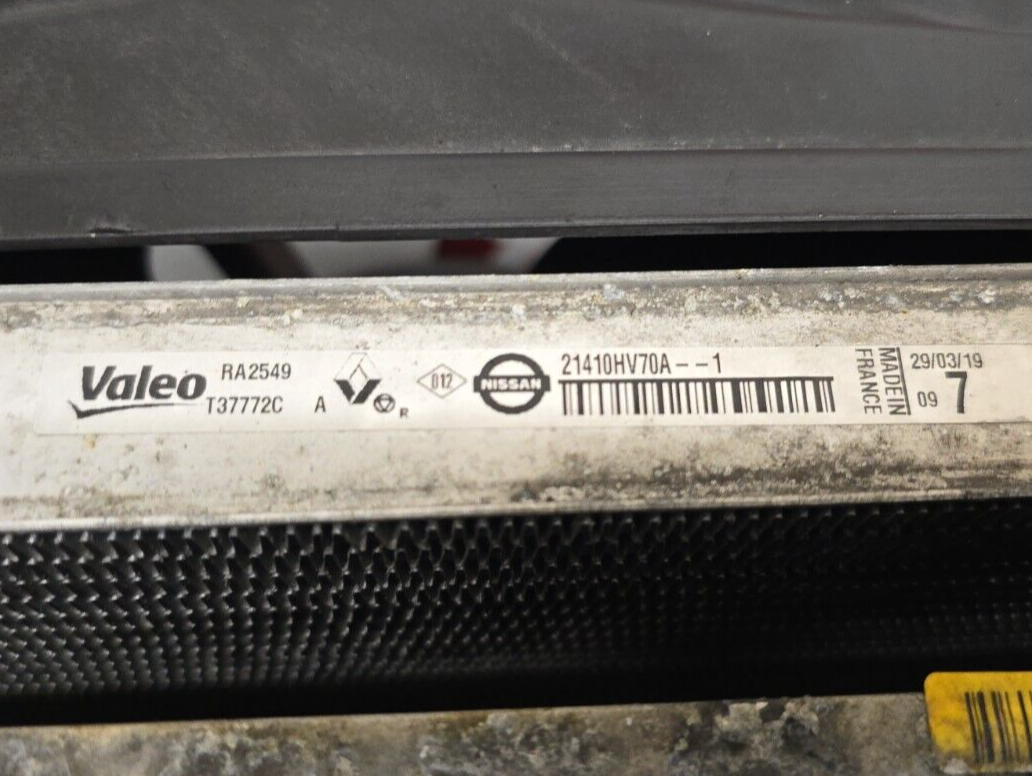 Valeo
RA2549
T37772C
A
R
012
NISSAN
21410HV70A--1
MADE IN
FRANCE
29/03/19
09 7